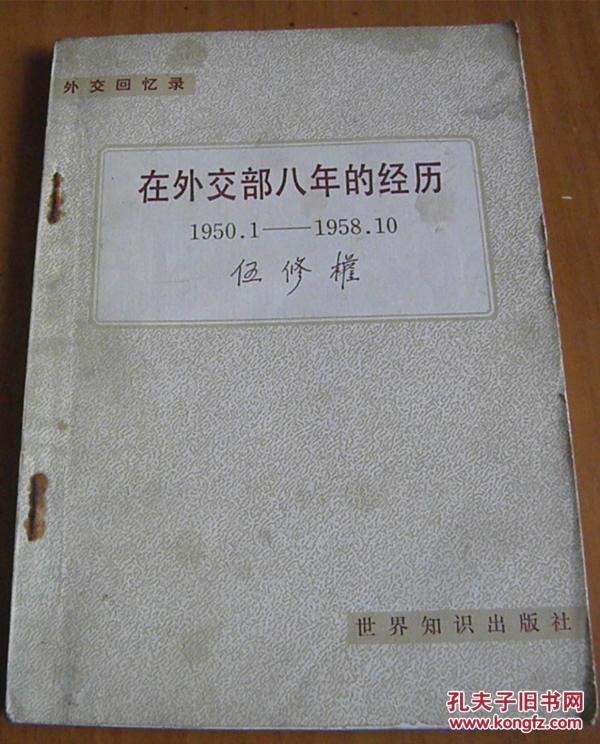 外交回忆录
在外交部八年的经历
1950.1——1958.10
伍修權
世界知识出版社
孔夫子旧书网
www.kongfz.com